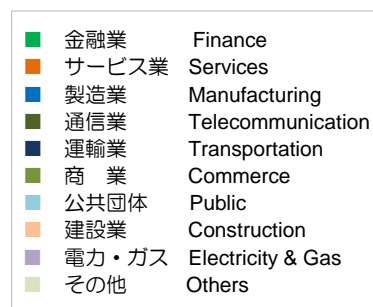 金融業 Finance
サービス業 Services
製造業 Manufacturing
通信業 Telecommunication
運輸業 Transportation
商　業 Commerce
公共団体 Public
建設業 Construction
電力・ガス Electricity & Gas
その他 Others